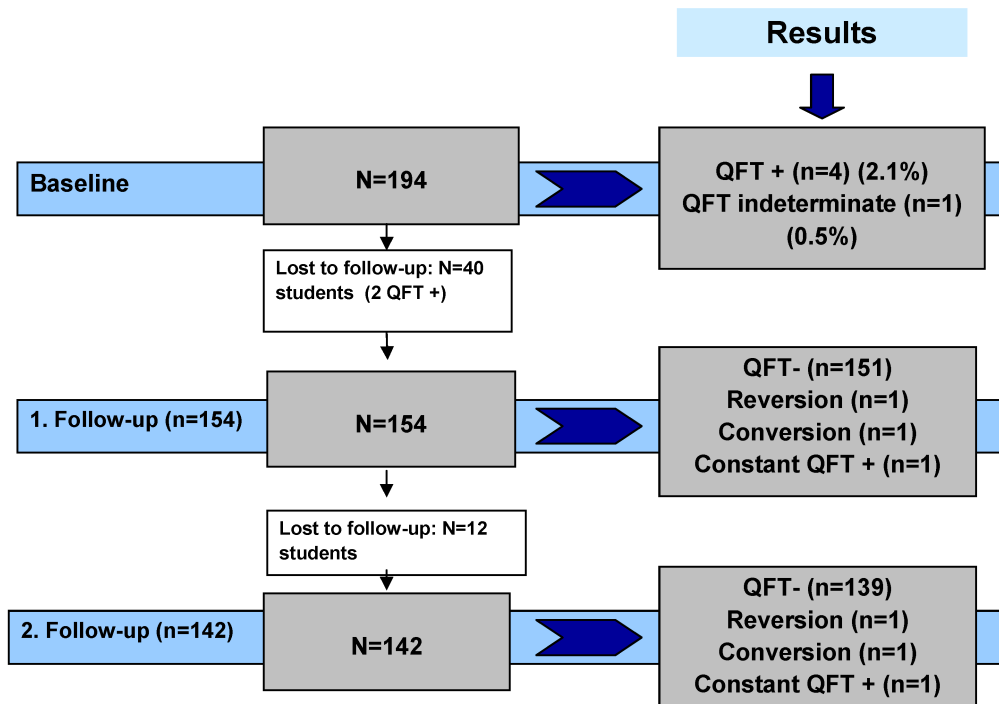 Results
Baseline
N=194
QFT + (n=4) (2.1%)
QFT indeterminate (n=1)
(0.5%)
Lost to follow-up: N=40
students  (2 QFT +)
1. Follow-up (n=154)
N=154
QFT- (n=151)
Reversion (n=1)
Conversion (n=1)
Constant QFT + (n=1)
Lost to follow-up: N=12
students
2. Follow-up (n=142)
N=142
QFT- (n=139)
Reversion (n=1)
Conversion (n=1)
Constant QFT + (n=1)